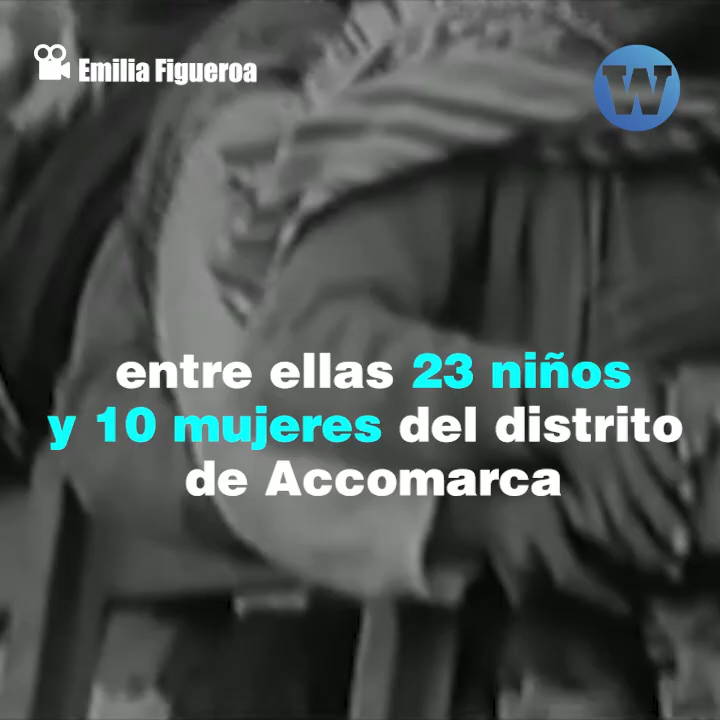 Emilia Figueroa
W
entre ellas 23 niños
y 10 mujeres del distrito
de Accomarca